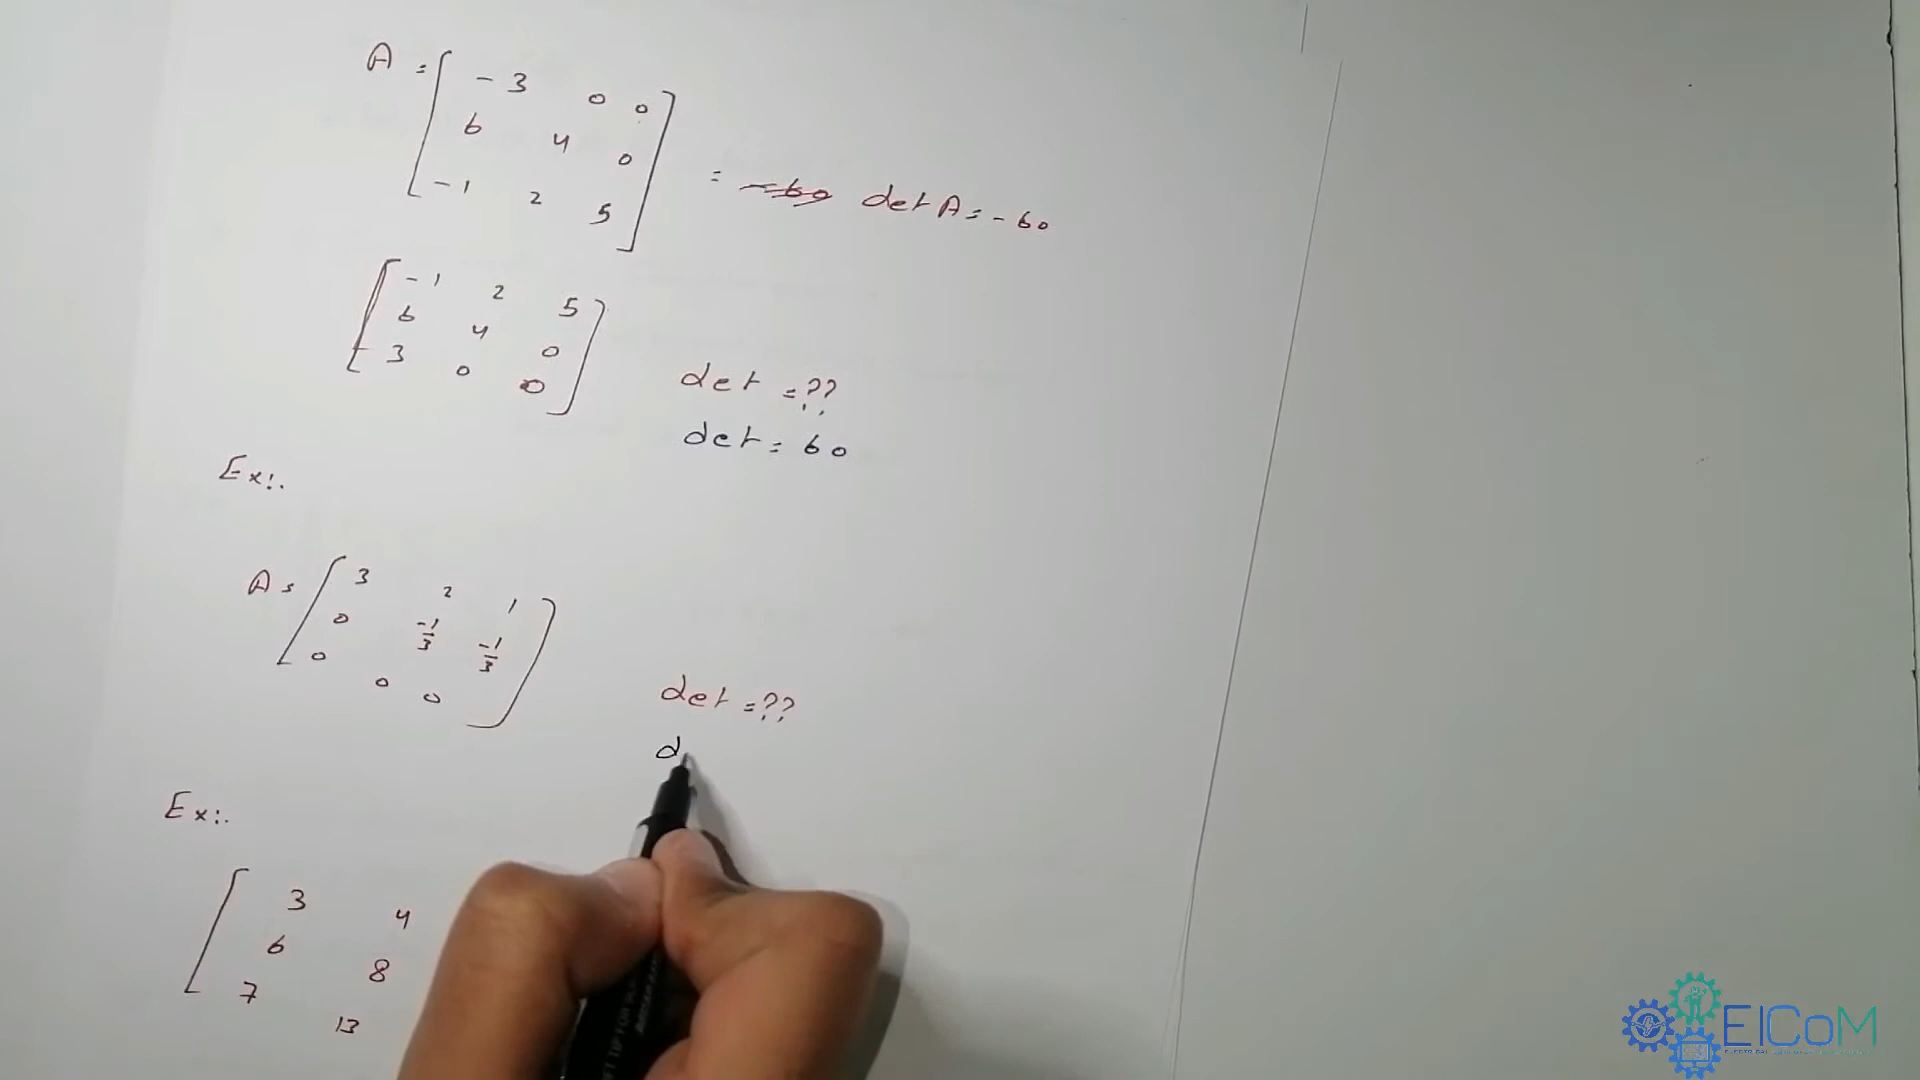 A = [ -3 0 0
6 4 0
-1 2 5 ] = -60 det A = -60
[ -1 2 5
6 4 0
3 0 0 ]
det = ??
det = 60
Ex:.
A = [ 3 2 1
0 -1/3 -1/3
0 0 0 ]
det = ??
d
Ex:.
[ 3 4
6 8
7 13
EICoM